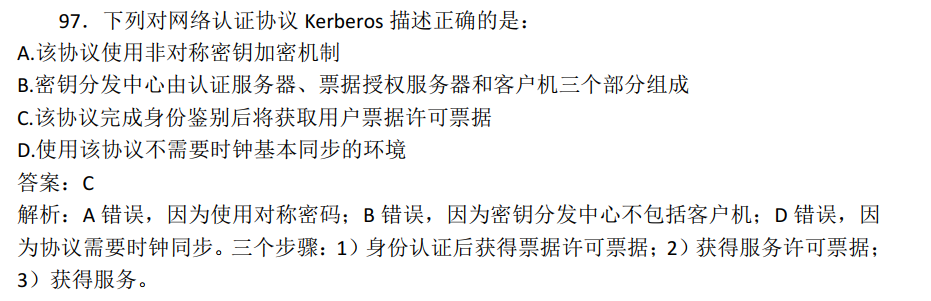 97．下列对网络认证协议 Kerberos 描述正确的是：
A.该协议使用非对称密钥加密机制
B.密钥分发中心由认证服务器、票据授权服务器和客户机三个部分组成
C.该协议完成身份鉴别后将获取用户票据许可票据
D.使用该协议不需要时钟基本同步的环境
答案：C
解析：A 错误，因为使用对称密码；B 错误，因为密钥分发中心不包括客户机；D 错误，因
为协议需要时钟同步。三个步骤：1）身份认证后获得票据许可票据；2）获得服务许可票据；
3）获得服务。